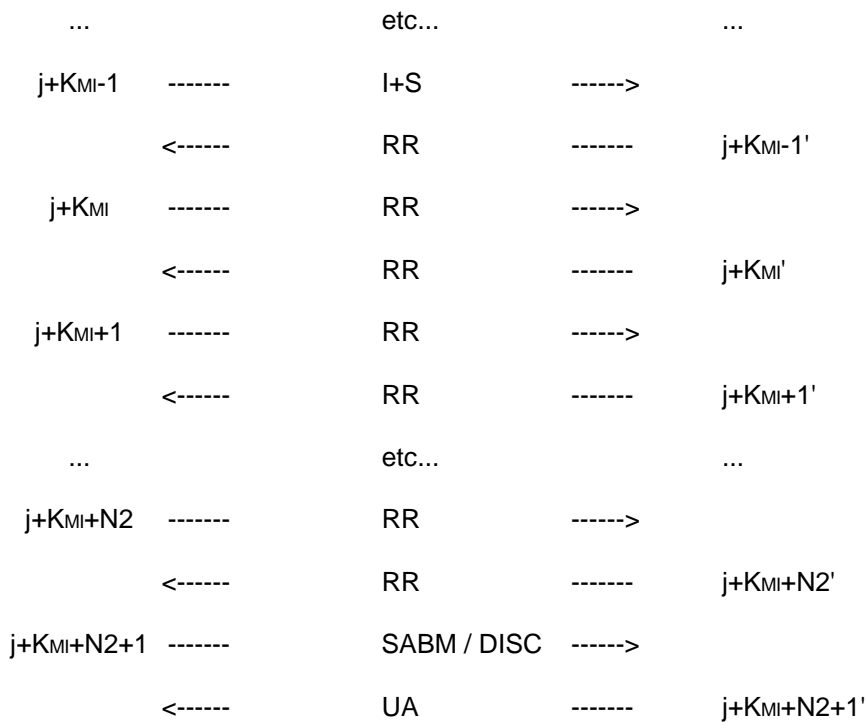 ... etc... ...
j+KMI-1 ------- I+S ------>
<------ RR ------- j+KMI-1'
j+KMI ------- RR ------>
<------ RR ------- j+KMI'
j+KMI+1 ------- RR ------>
<------ RR ------- j+KMI+1'
... etc... ...
j+KMI+N2 ------- RR ------>
<------ RR ------- j+KMI+N2'
j+KMI+N2+1 ------- SABM / DISC ------>
<------ UA ------- j+KMI+N2+1'